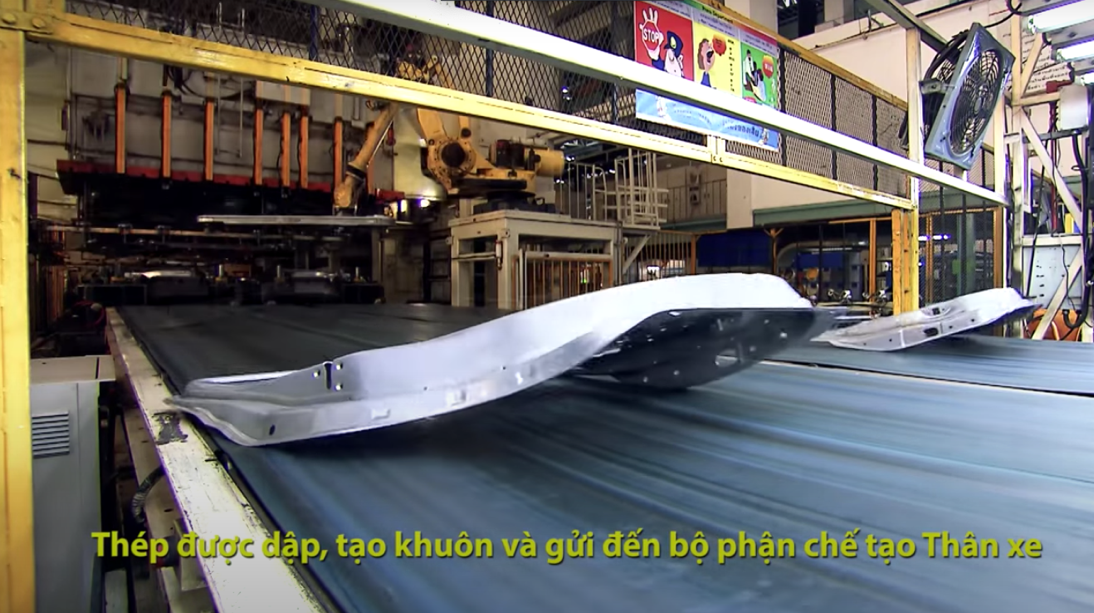 STOP
Thép được dập, tạo khuôn và gửi đến bộ phận chế tạo Thân xe